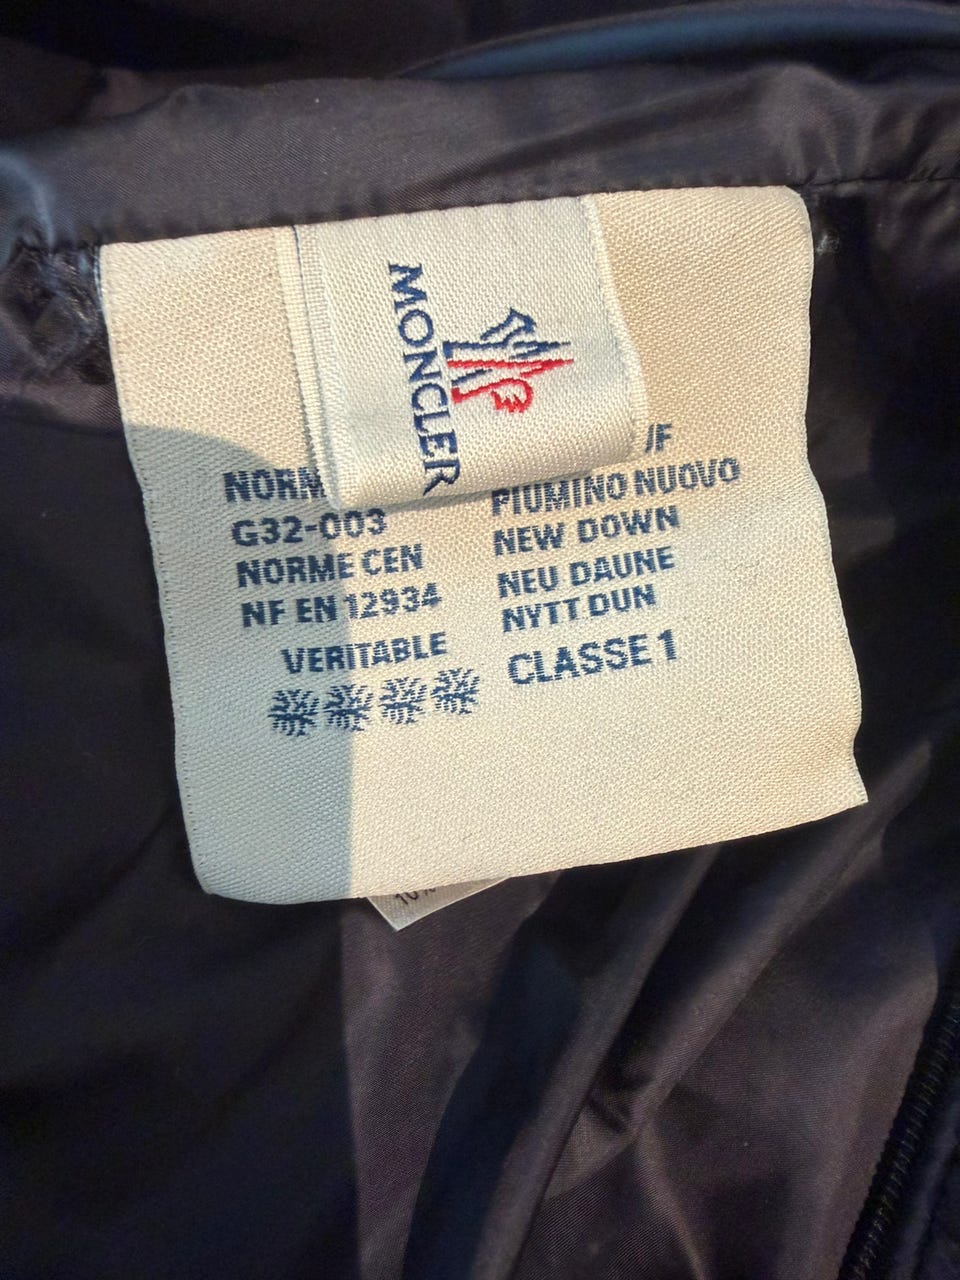 MONCLER
NORM
G32-003
NORME CEN
NF EN 12934
VERITABLE
/F
PIUMINO NUOVO
NEW DOWN
NEU DAUNE
NYTT DUN
CLASSE 1
10%